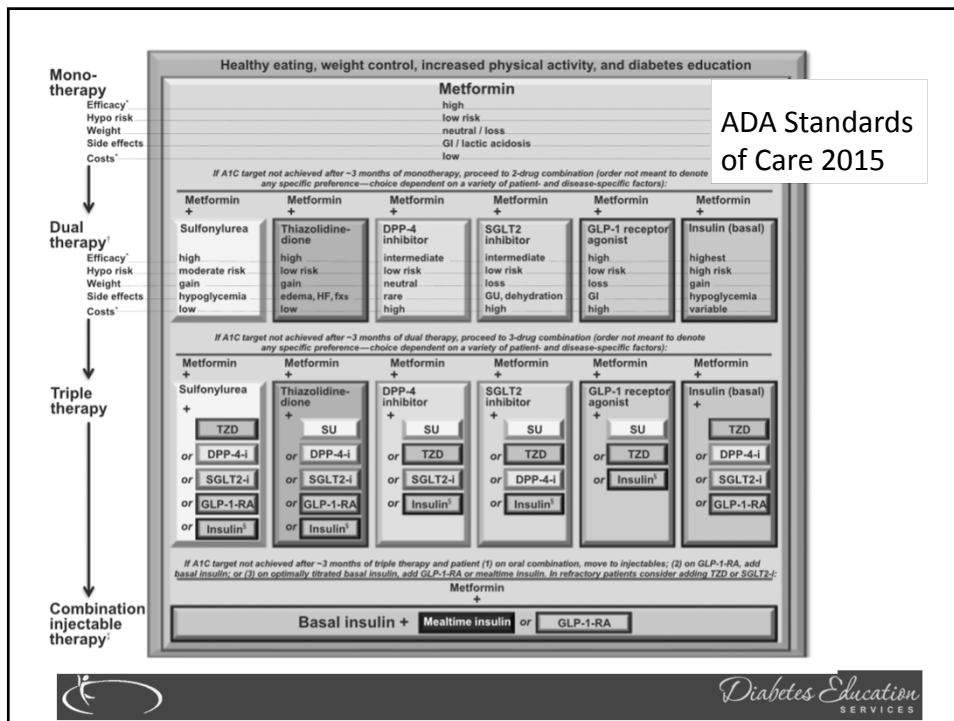 Healthy eating, weight control, increased physical activity, and diabetes education
Mono-
therapy
Metformin
Efficacy* high
Hypo risk low risk
Weight neutral / loss
Side effects GI / lactic acidosis
Costs* low
ADA Standards
of Care 2015
If A1C target not achieved after ~3 months of monotherapy, proceed to 2-drug combination (order not meant to denote
any specific preference—choice dependent on a variety of patient- and disease-specific factors):
Metformin Metformin Metformin Metformin Metformin Metformin
+ + + + + +
Dual
therapy†
Sulfonylurea Thiazolidine-
dione DPP-4
inhibitor SGLT2
inhibitor GLP-1 receptor
agonist Insulin (basal)
Efficacy* high high intermediate intermediate high highest
Hypo risk moderate risk low risk low risk low risk low risk high risk
Weight gain gain neutral loss loss gain
Side effects hypoglycemia edema, HF, fxs rare GU, dehydration GI hypoglycemia
Costs* low low high high high variable
If A1C target not achieved after ~3 months of dual therapy, proceed to 3-drug combination (order not meant to denote
any specific preference—choice dependent on a variety of patient- and disease-specific factors):
Metformin Metformin Metformin Metformin Metformin Metformin
+ + + + + +
Triple
therapy
Sulfonylurea Thiazolidine-
dione DPP-4
inhibitor SGLT2
inhibitor GLP-1 receptor
agonist Insulin (basal)
+ + + + + +
TZD SU SU SU SU TZD
or DPP-4-i or DPP-4-i or TZD or TZD or TZD or DPP-4-i
or SGLT2-i or SGLT2-i or SGLT2-i or DPP-4-i or Insulin§ or SGLT2-i
or GLP-1-RA or GLP-1-RA or Insulin§ or Insulin§ or GLP-1-RA
or Insulin§ or Insulin§
If A1C target not achieved after ~3 months of triple therapy and patient (1) on oral combination, move to injectables; (2) on GLP-1-RA, add
basal insulin; or (3) on optimally titrated basal insulin, add GLP-1-RA or mealtime insulin. In refractory patients consider adding TZD or SGLT2-i:
Metformin
+
Combination
injectable
therapy‡
Basal insulin + Mealtime insulin or GLP-1-RA
Diabetes Education
SERVICES